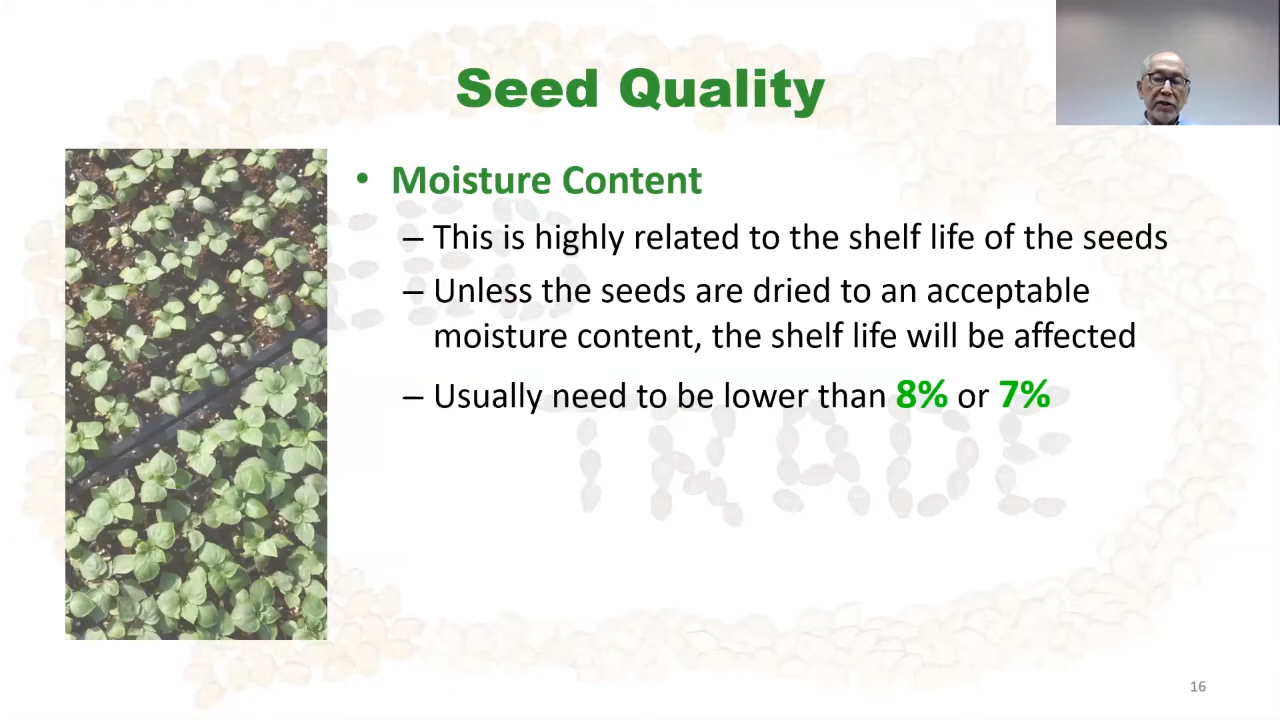 Seed Quality
• Moisture Content
– This is highly related to the shelf life of the seeds
– Unless the seeds are dried to an acceptable
moisture content, the shelf life will be affected
– Usually need to be lower than 8% or 7%
TRADE
16